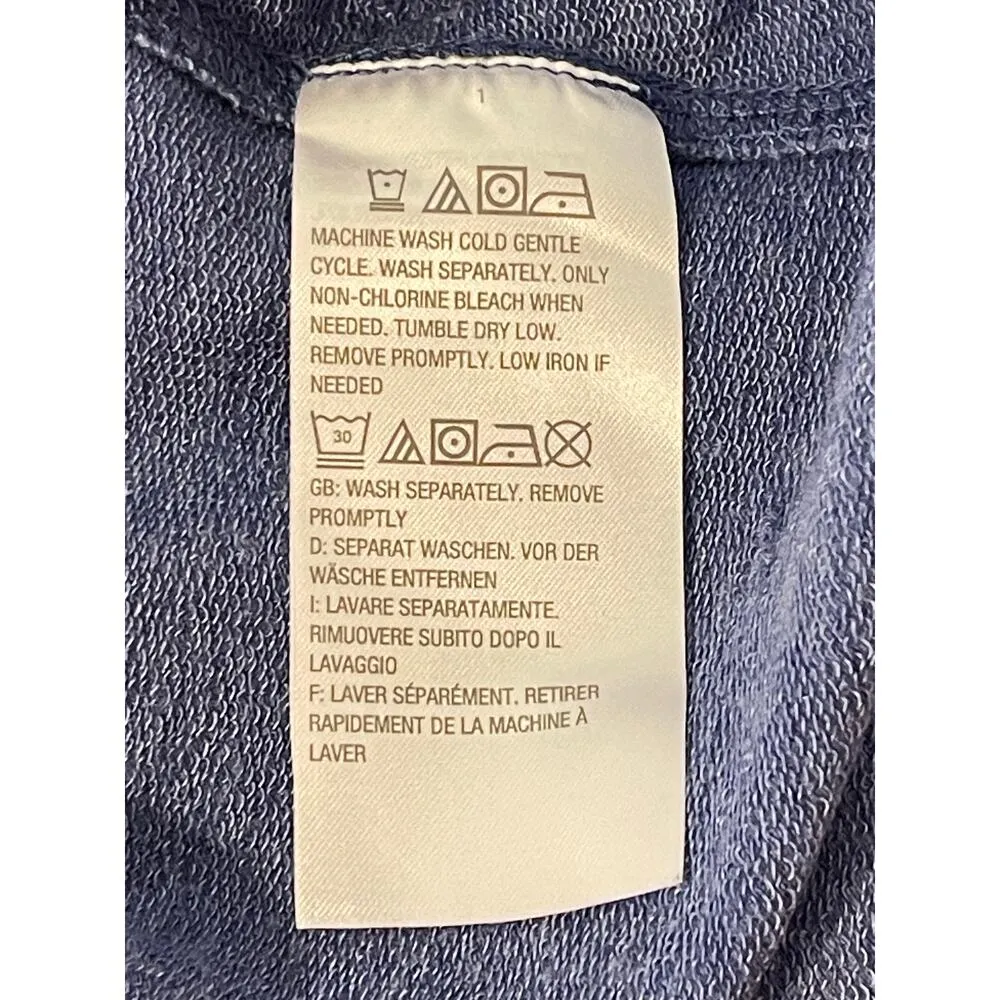 1
MACHINE WASH COLD GENTLE
CYCLE. WASH SEPARATELY. ONLY
NON-CHLORINE BLEACH WHEN
NEEDED. TUMBLE DRY LOW.
REMOVE PROMPTLY. LOW IRON IF
NEEDED
30
GB: WASH SEPARATELY. REMOVE
PROMPTLY
D: SEPARAT WASCHEN. VOR DER
WÄSCHE ENTFERNEN
I: LAVARE SEPARATAMENTE.
RIMUOVERE SUBITO DOPO IL
LAVAGGIO
F: LAVER SÉPARÉMENT. RETIRER
RAPIDEMENT DE LA MACHINE À
LAVER